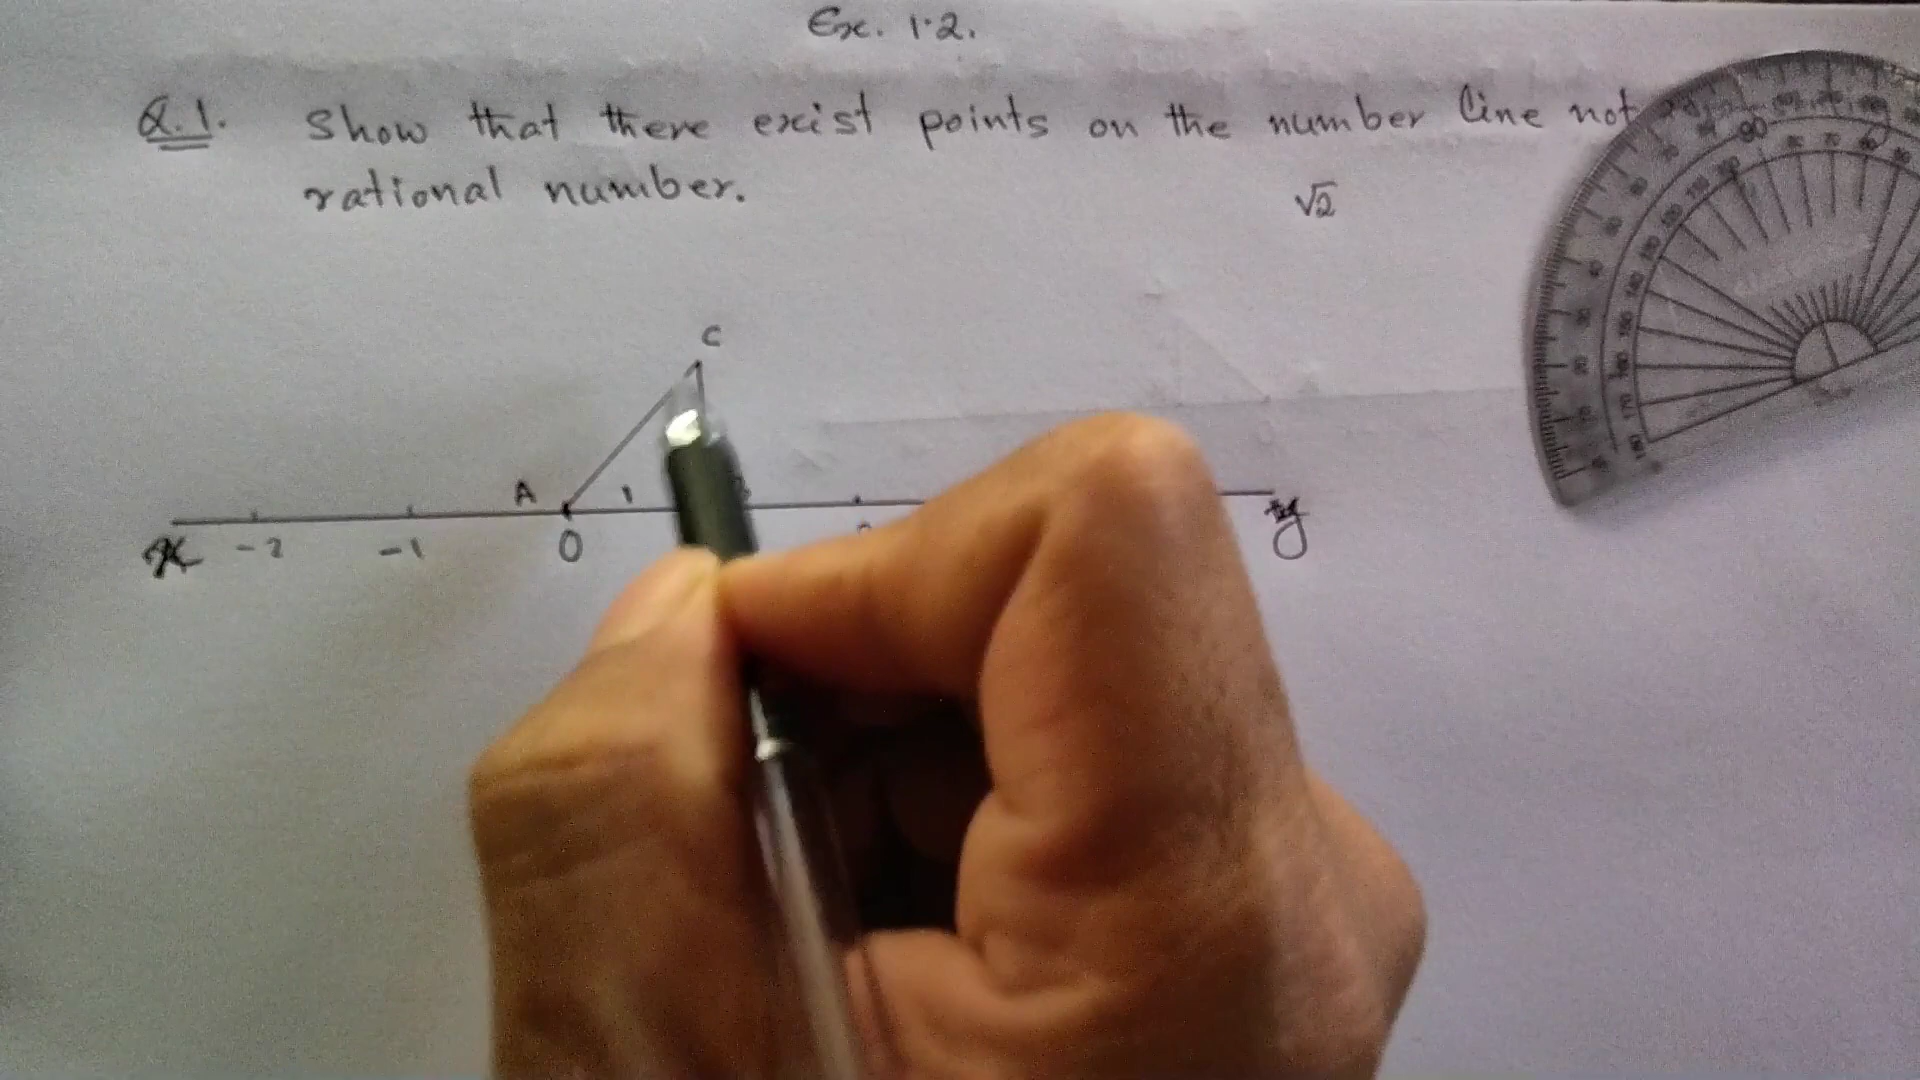 Ex. 1.2.
Q.1. Show that there exist points on the number line not
rational number.
√2
C
A 1
x -2 -1 0 y